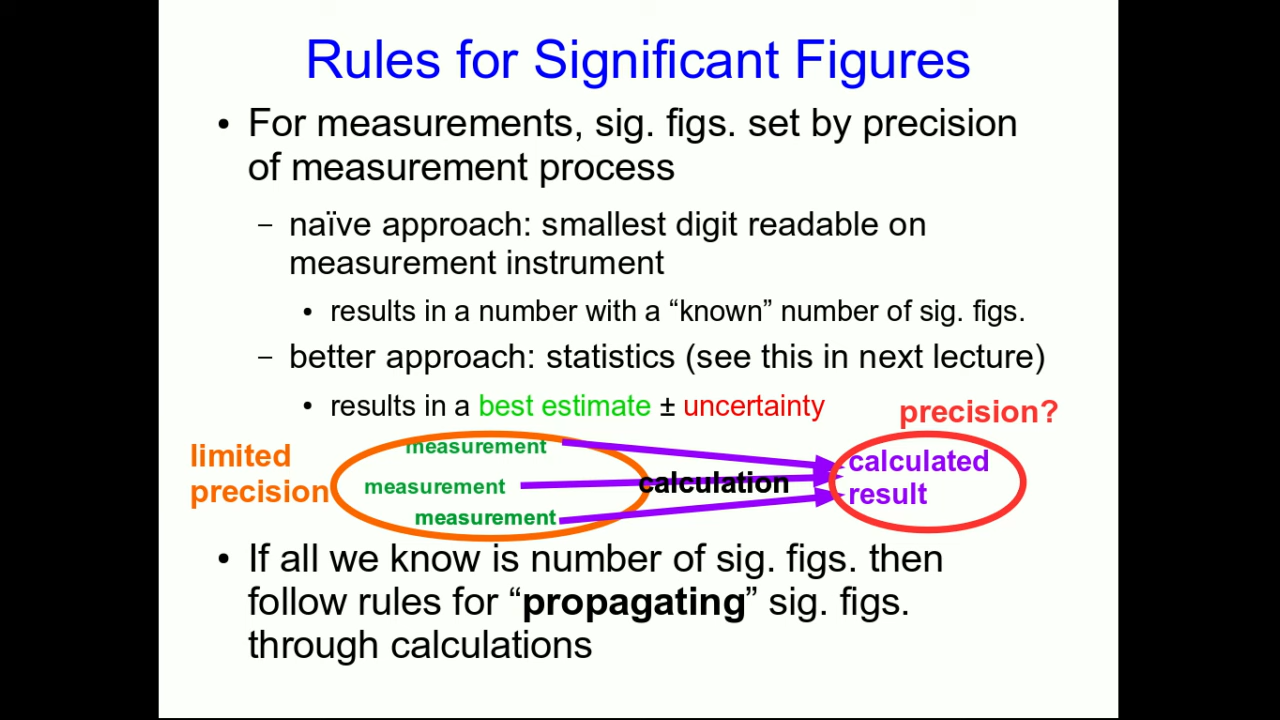 Rules for Significant Figures
• For measurements, sig. figs. set by precision
of measurement process
– naïve approach: smallest digit readable on
measurement instrument
• results in a number with a “known” number of sig. figs.
– better approach: statistics (see this in next lecture)
• results in a best estimate ± uncertainty
precision?
limited
precision
measurement
measurement
measurement
calculation
calculated
result
• If all we know is number of sig. figs. then
follow rules for “propagating” sig. figs.
through calculations